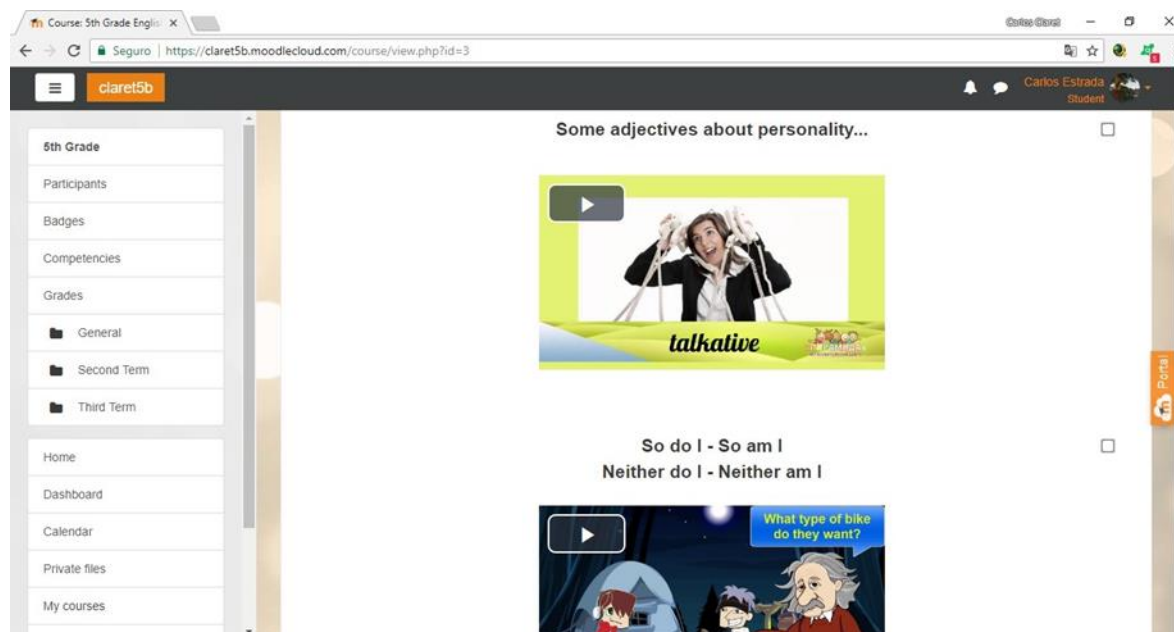 Course: 5th Grade Englis
Carlos Claret
Seguro | https://claret5b.moodlecloud.com/course/view.php?id=3
claret5b
Carlos Estrada
Student
5th Grade
Participants
Badges
Competencies
Grades
General
Second Term
Third Term
Home
Dashboard
Calendar
Private files
My courses
Some adjectives about personality...
talkative
So do I - So am I
Neither do I - Neither am I
What type of bike
do they want?
Portal